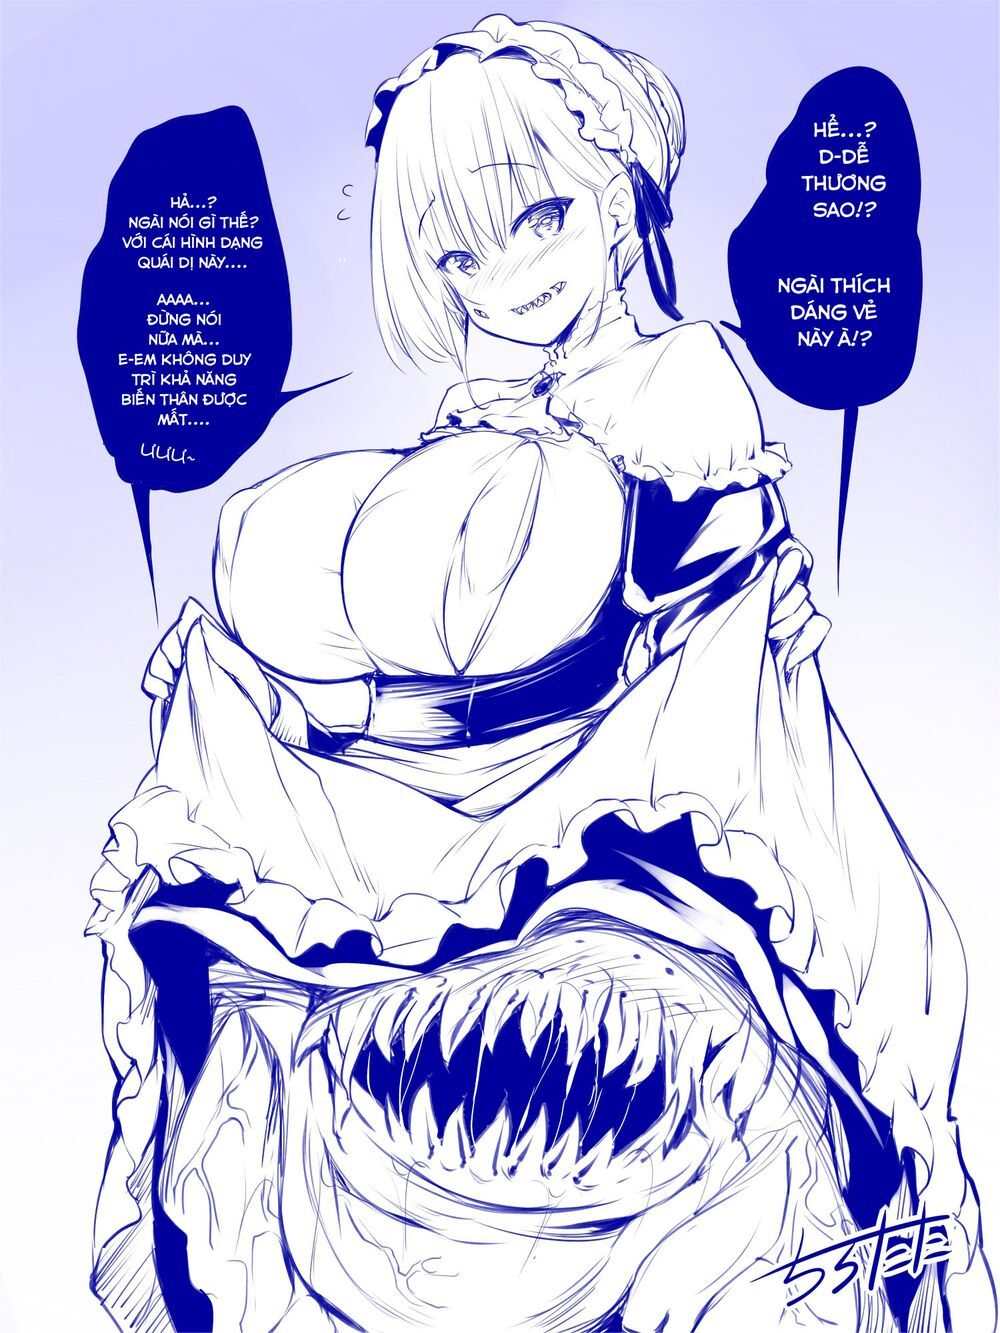 HỂ...?
D-DỄ
THƯƠNG
SAO!?
NGÀI THÍCH
DÁNG VẺ
NÀY À!?
HẢ...?
NGÀI NÓI GÌ THẾ?
VỚI CÁI HÌNH DẠNG
QUÁI DỊ NÀY....
AAAA...
ĐỪNG NÓI
NỮA MÀ...
E-EM KHÔNG DUY
TRÌ KHẢ NĂNG
BIẾN THÂN ĐƯỢC
MẤT....
ƯƯƯ~